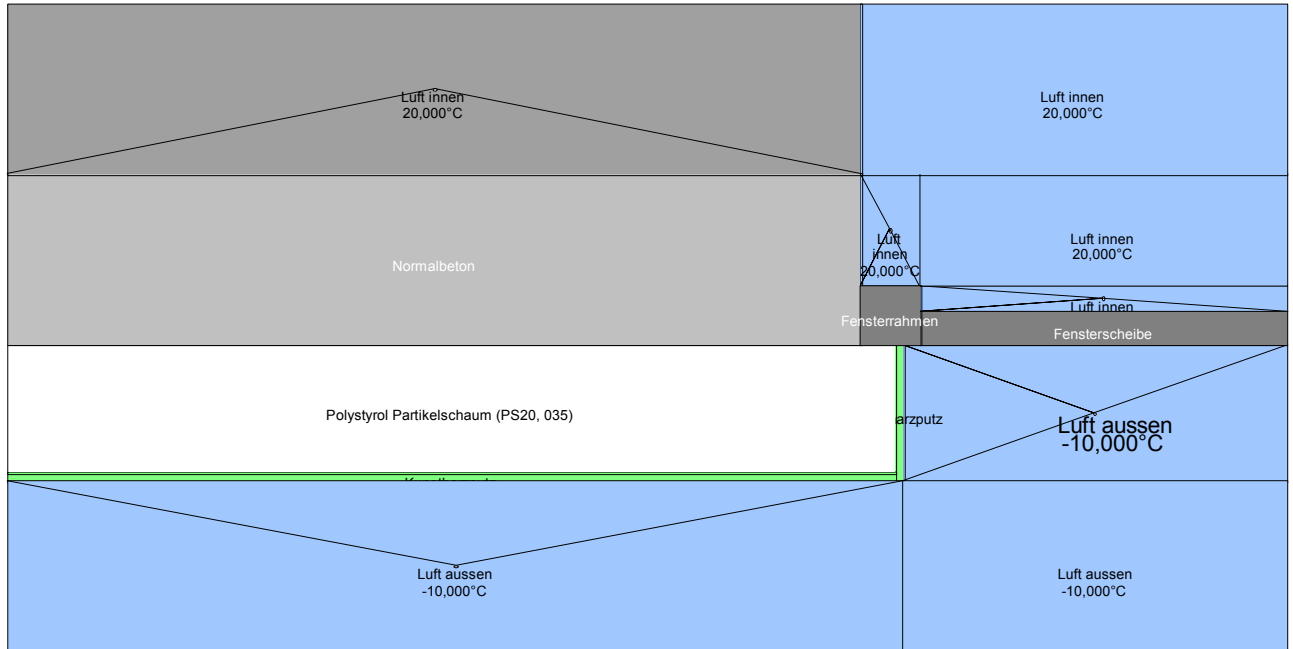 Luft innen
20,000°C
Luft innen
20,000°C
Luft
innen
20,000°C
Luft innen
20,000°C
Normalbeton
Luft innen
Fensterrahmen
Fensterscheibe
Polystyrol Partikelschaum (PS20, 035)
arzputz
Luft aussen
-10,000°C
Luft aussen
-10,000°C
Luft aussen
-10,000°C